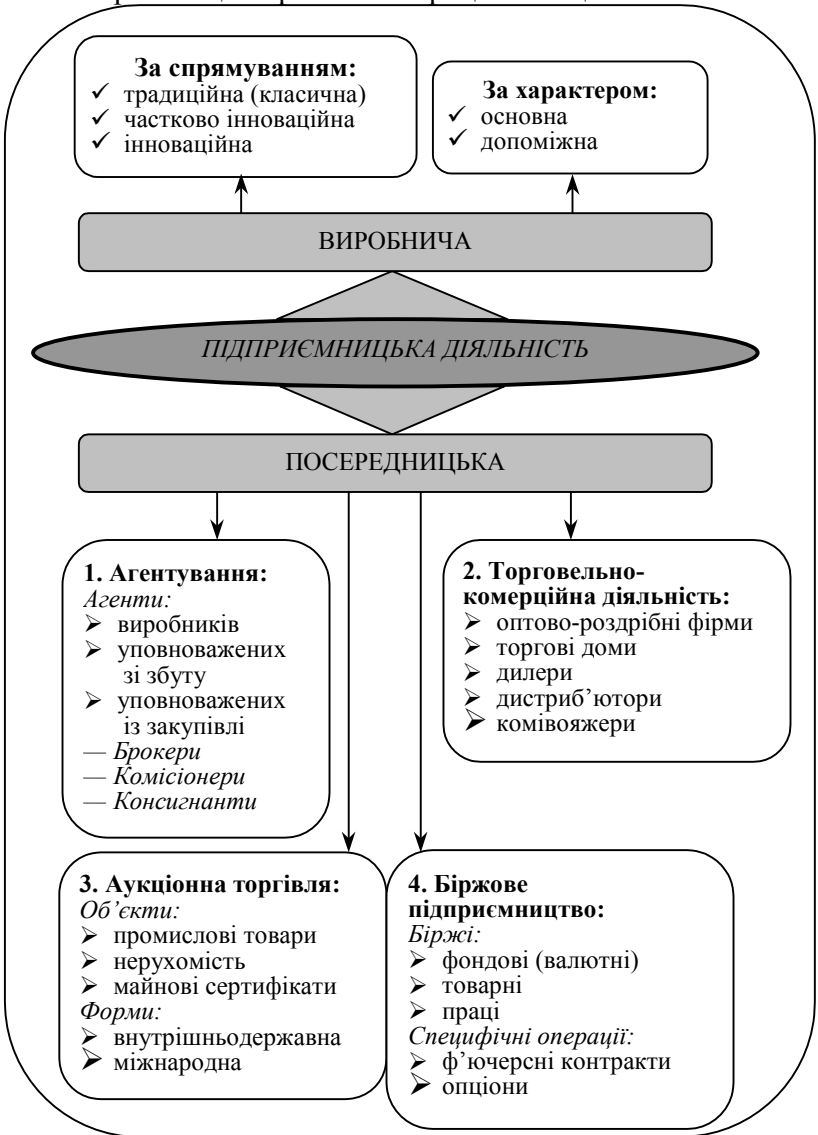 За спрямуванням:
✓ традиційна (класична)
✓ частково інноваційна
✓ інноваційна
За характером:
✓ основна
✓ допоміжна
ВИРОБНИЧА
ПІДПРИЄМНИЦЬКА ДІЯЛЬНІСТЬ
ПОСЕРЕДНИЦЬКА
1. Агентування:
Агенти:
➢ виробників
➢ уповноважених
зі збуту
➢ уповноважених
із закупівлі
— Брокери
— Комісіонери
— Консигнанти
2. Торговельно-
комерційна діяльність:
➢ оптово-роздрібні фірми
➢ торгові доми
➢ дилери
➢ дистриб’ютори
➢ комівояжери
3. Аукціонна торгівля:
Об’єкти:
➢ промислові товари
➢ нерухомість
➢ майнові сертифікати
Форми:
➢ внутрішньодержавна
➢ міжнародна
4. Біржове
підприємництво:
Біржі:
➢ фондові (валютні)
➢ товарні
➢ праці
Специфічні операції:
➢ ф’ючерсні контракти
➢ опціони